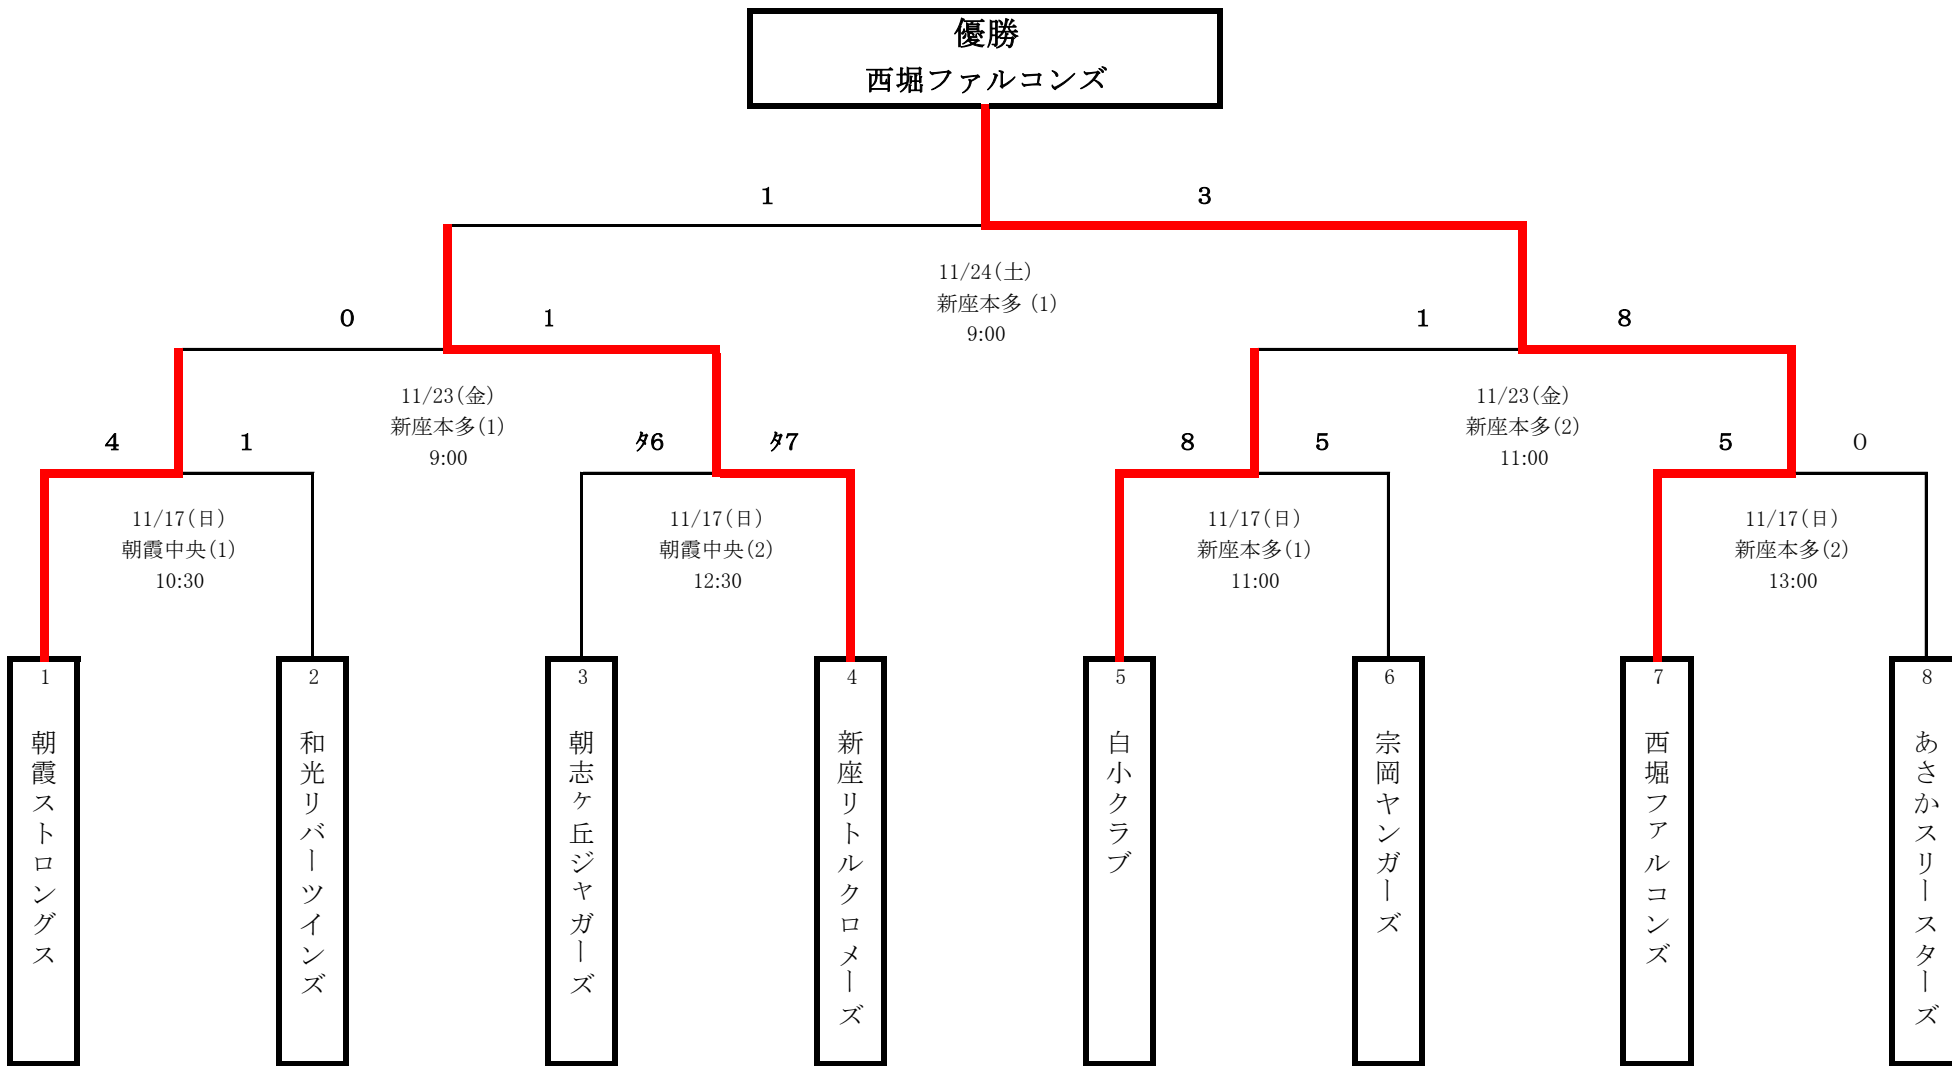 優勝
西堀ファルコンズ
1
3
11/24(土)
新座本多 (1)
9:00
0
1
1
8
11/23(金)
新座本多(1)
9:00
11/23(金)
新座本多(2)
11:00
4
1
ﾀ6
ﾀ7
8
5
5
0
11/17(日)
朝霞中央(1)
10:30
11/17(日)
朝霞中央(2)
12:30
11/17(日)
新座本多(1)
11:00
11/17(日)
新座本多(2)
13:00
1
朝霞ストロングス
2
和光リバーツインズ
3
朝志ヶ丘ジャガーズ
4
新座リトルクロメーズ
5
白小クラブ
6
宗岡ヤンガーズ
7
西堀ファルコンズ
8
あさかスリースターズ